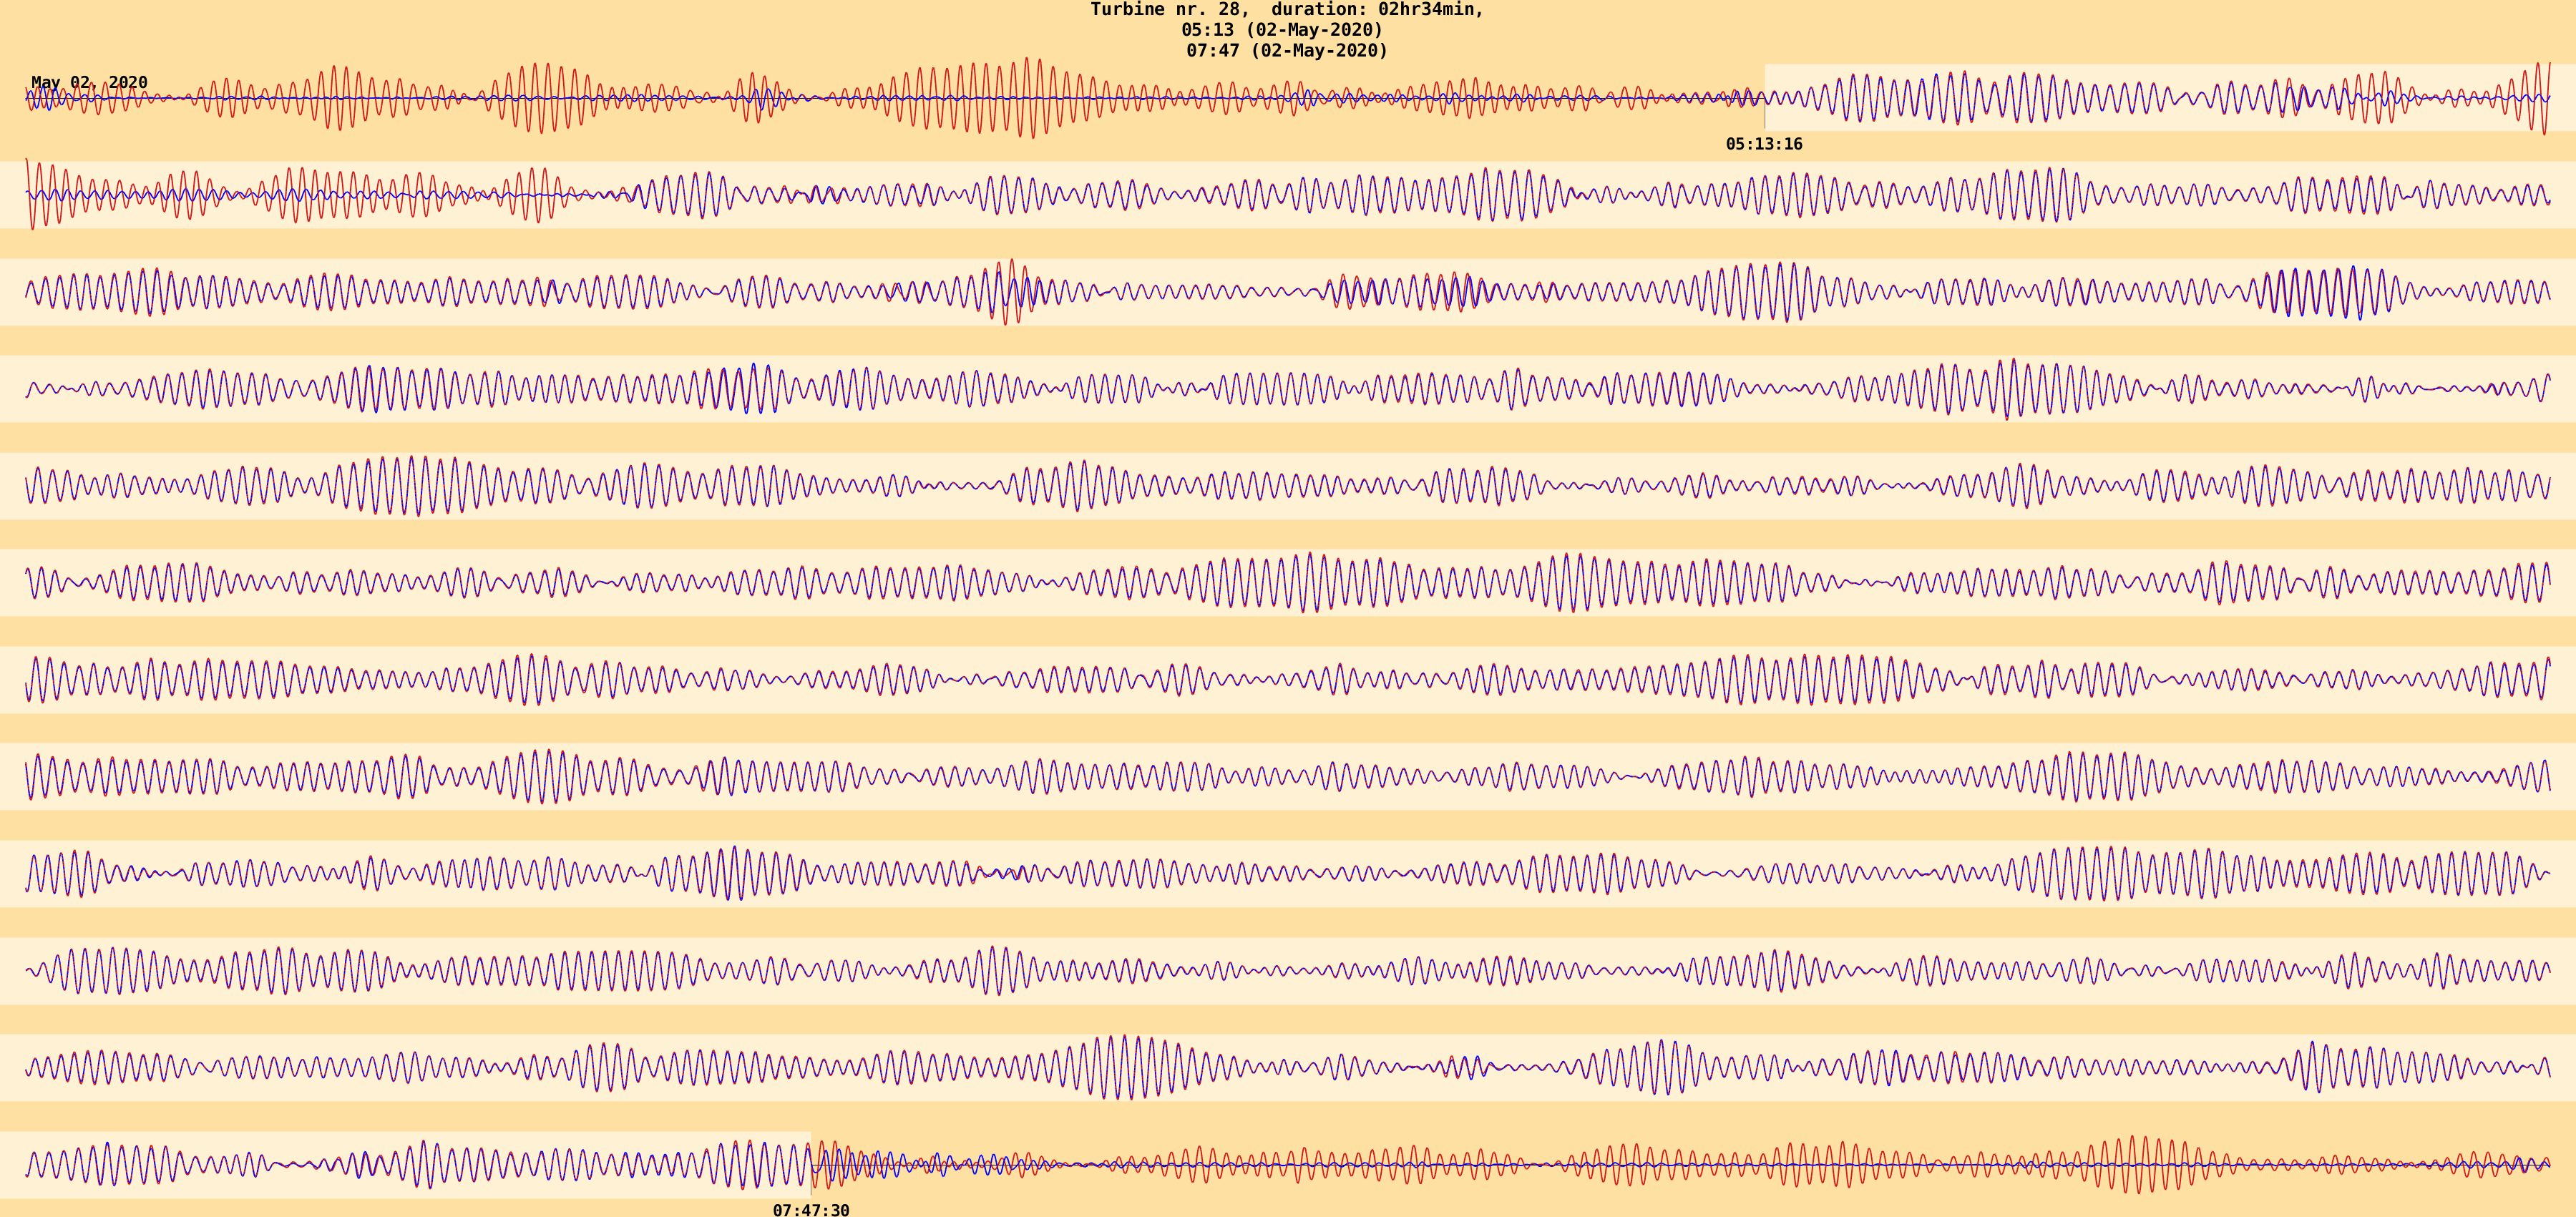 Turbine nr. 28,  duration: 02hr34min,
05:13 (02-May-2020)
07:47 (02-May-2020)
May 02, 2020
05:13:16
07:47:30